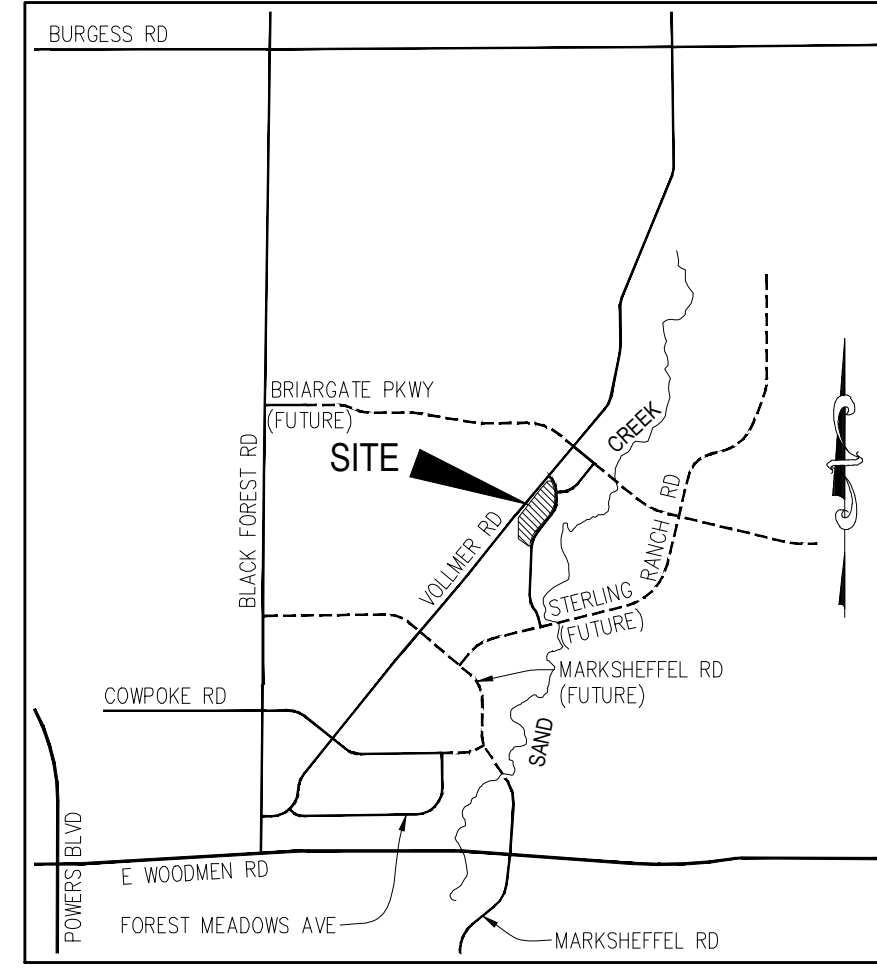 BURGESS RD
BRIARGATE PKWY
(FUTURE)
SITE
CREEK
BLACK FOREST RD
VOLLMER RD
STERLING RANCH RD
(FUTURE)
MARKSHEFFEL RD
(FUTURE)
COWPOKE RD
SAND
POWERS BLVD
E WOODMEN RD
FOREST MEADOWS AVE
MARKSHEFFEL RD